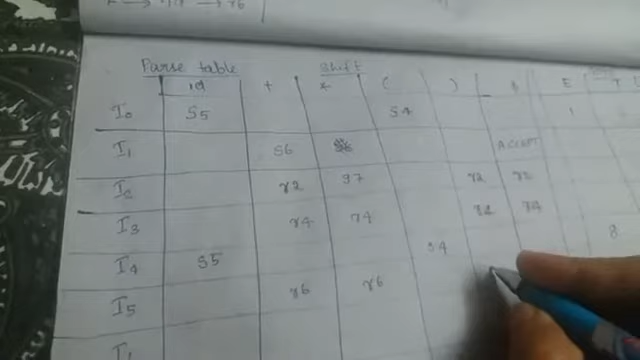 Parse table Shift
id + * ( ) $ E T
I0 S5 S4 1
I1 S6 ACCEPT
I2 r2 S7 r2 r2
I3 r4 r4 r4 r4
I4 S5 S4 8
I5 r6 r6